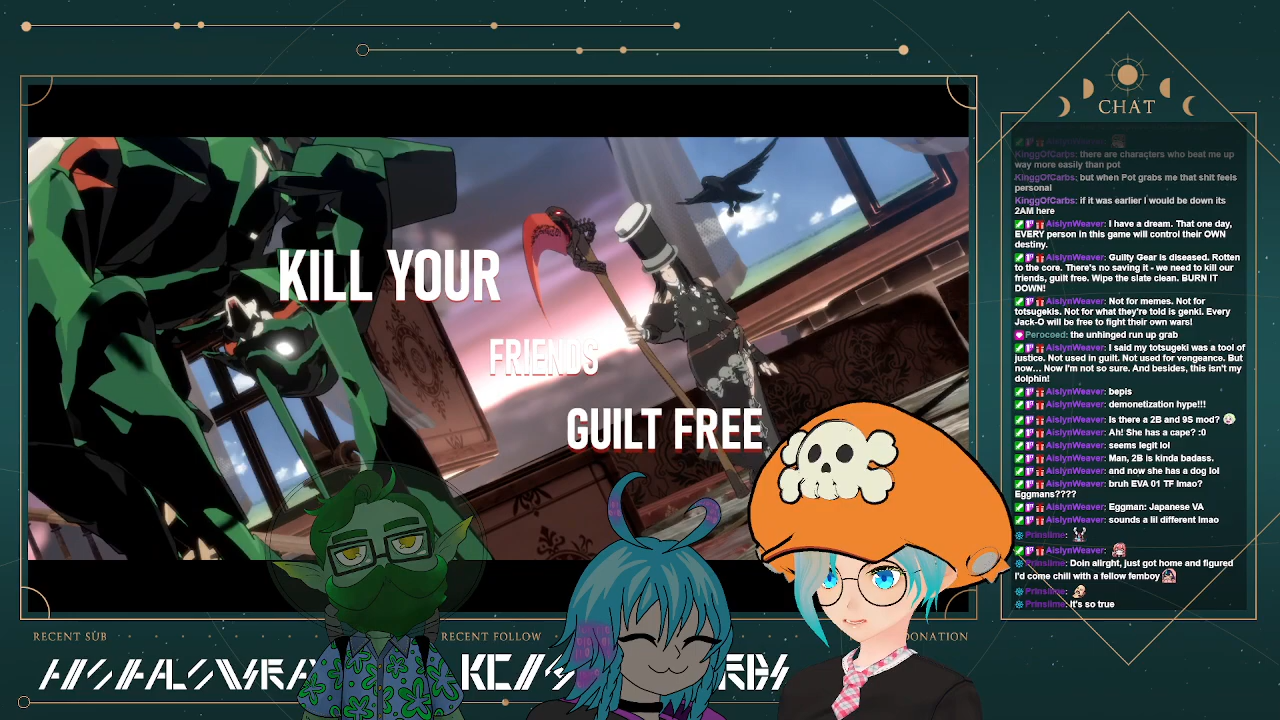 KILL YOUR
FRIENDS
GUILT FREE
RECENT SUB
RECENT FOLLOW
DONATION
CHAT
KinggOfCarbs: there are characters who beat me up
way more easily than pot
KinggOfCarbs: but when Pot grabs me that shit feels
personal
KinggOfCarbs: if it was earlier I would be down its
2AM here
AislynWeaver: I have a dream. That one day,
EVERY person in this game will control their OWN
destiny.
AislynWeaver: Guilty Gear is diseased. Rotten
to the core. There's no saving it - we need to kill our
friends, guilt free. Wipe the slate clean. BURN IT
DOWN!
AislynWeaver: Not for memes. Not for
totsugekis. Not for what they're told is genki. Every
Jack-O will be free to fight their own wars!
Perocoed: the unhinged run up grab
AislynWeaver: I said my totsugeki was a tool of
justice. Not used in guilt. Not used for vengeance. But
now... Now I'm not so sure. And besides, this isn't my
dolphin!
AislynWeaver: bepis
AislynWeaver: demonetization hype!!!
AislynWeaver: Is there a 2B and 9S mod?
AislynWeaver: Ah! She has a cape? :0
AislynWeaver: seems legit lol
AislynWeaver: Man, 2B is kinda badass.
AislynWeaver: and now she has a dog lol
AislynWeaver: bruh EVA 01 TF lmao?
Eggmans????
AislynWeaver: Eggman: Japanese VA
AislynWeaver: sounds a lil different lmao
Prinslime:
AislynWeaver:
Prinslime: Doin alright, just got home and figured
I'd come chill with a fellow femboy
Prinslime:
Prinslime: It's so true